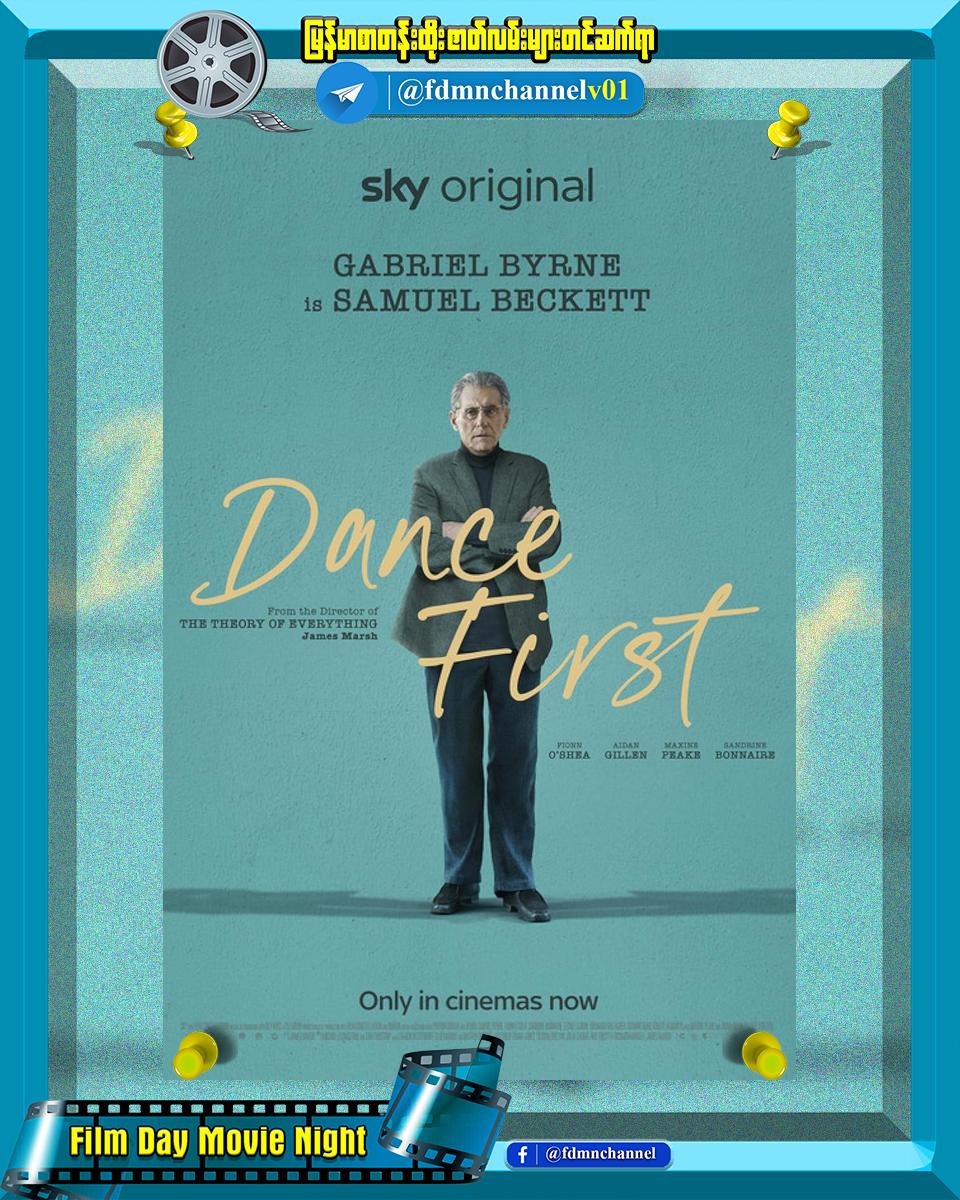 မြန်မာစာတန်းထိုးဇာတ်လမ်းများတင်ဆက်ရာ
@fdmnchannelv01
sky original
GABRIEL BYRNE
is SAMUEL BECKETT
Dance
First
From the Director of
THE THEORY OF EVERYTHING
James Marsh
FIONN O'SHEA AIDAN GILLEN MAXINE PEAKE SANDRINE BONNAIRE
Only in cinemas now
Film Day Movie Night
@fdmnchannel